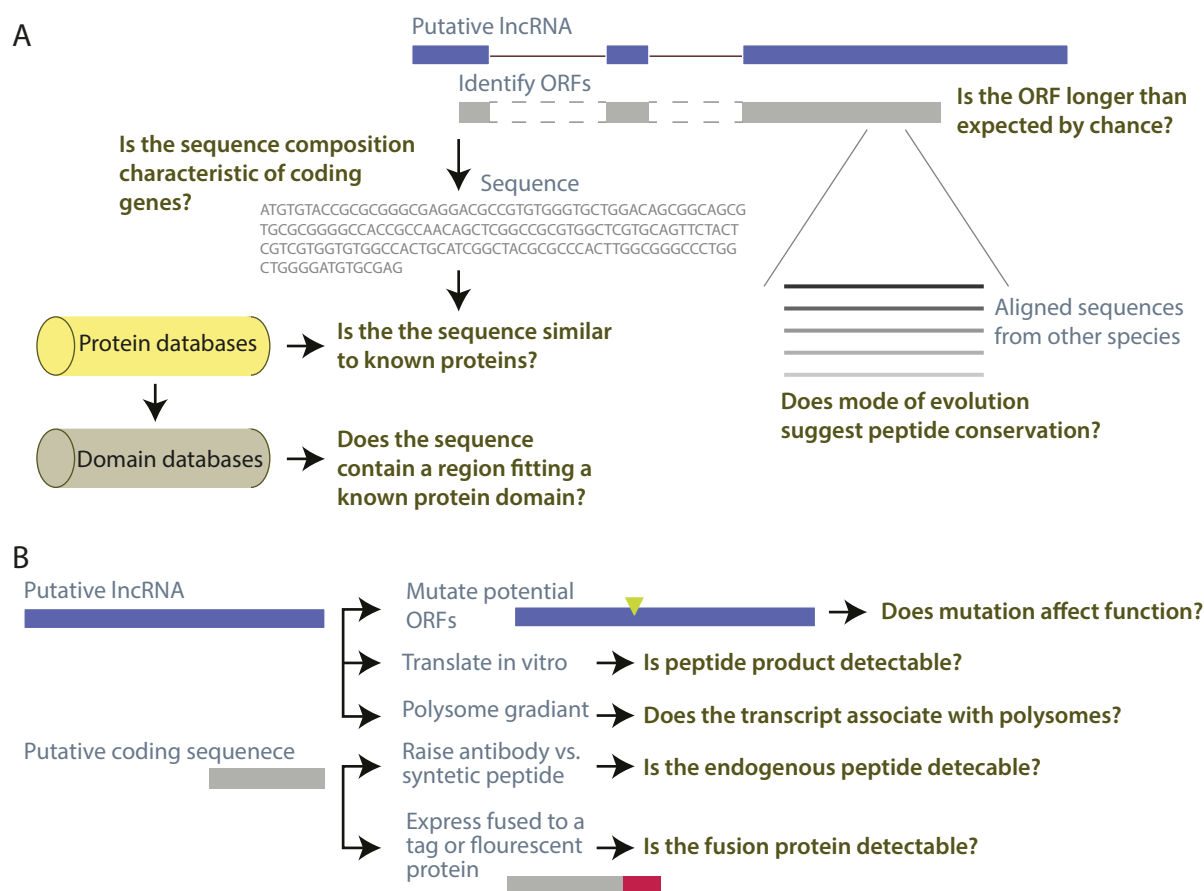 A
Putative lncRNA
Identify ORFs
Is the ORF longer than
expected by chance?
Is the sequence composition
characteristic of coding
genes?
Sequence
ATGTGTACCGCGCGGGCGAGGACGCCGTGTGGGTGCTGGACAGCGGCAGCG
TGCGCGGGGCCACCGCCAACAGCTCGGCCGCGTGGCTCGTGCAGTTCTACT
CGTCGTGGTGTGGCCACTGCATCGGCTACGCGCCCACTTGGCGGGCCCTGG
CTGGGGATGTGCGAG
Aligned sequences
from other species
Protein databases
Is the the sequence similar
to known proteins?
Does mode of evolution
suggest peptide conservation?
Domain databases
Does the sequence
contain a region fitting a
known protein domain?
B
Putative lncRNA
Mutate potential
ORFs
Does mutation affect function?
Translate in vitro
Is peptide product detectable?
Polysome gradiant
Does the transcript associate with polysomes?
Putative coding sequenece
Raise antibody vs.
syntetic peptide
Is the endogenous peptide detecable?
Express fused to a
tag or flourescent
protein
Is the fusion protein detectable?